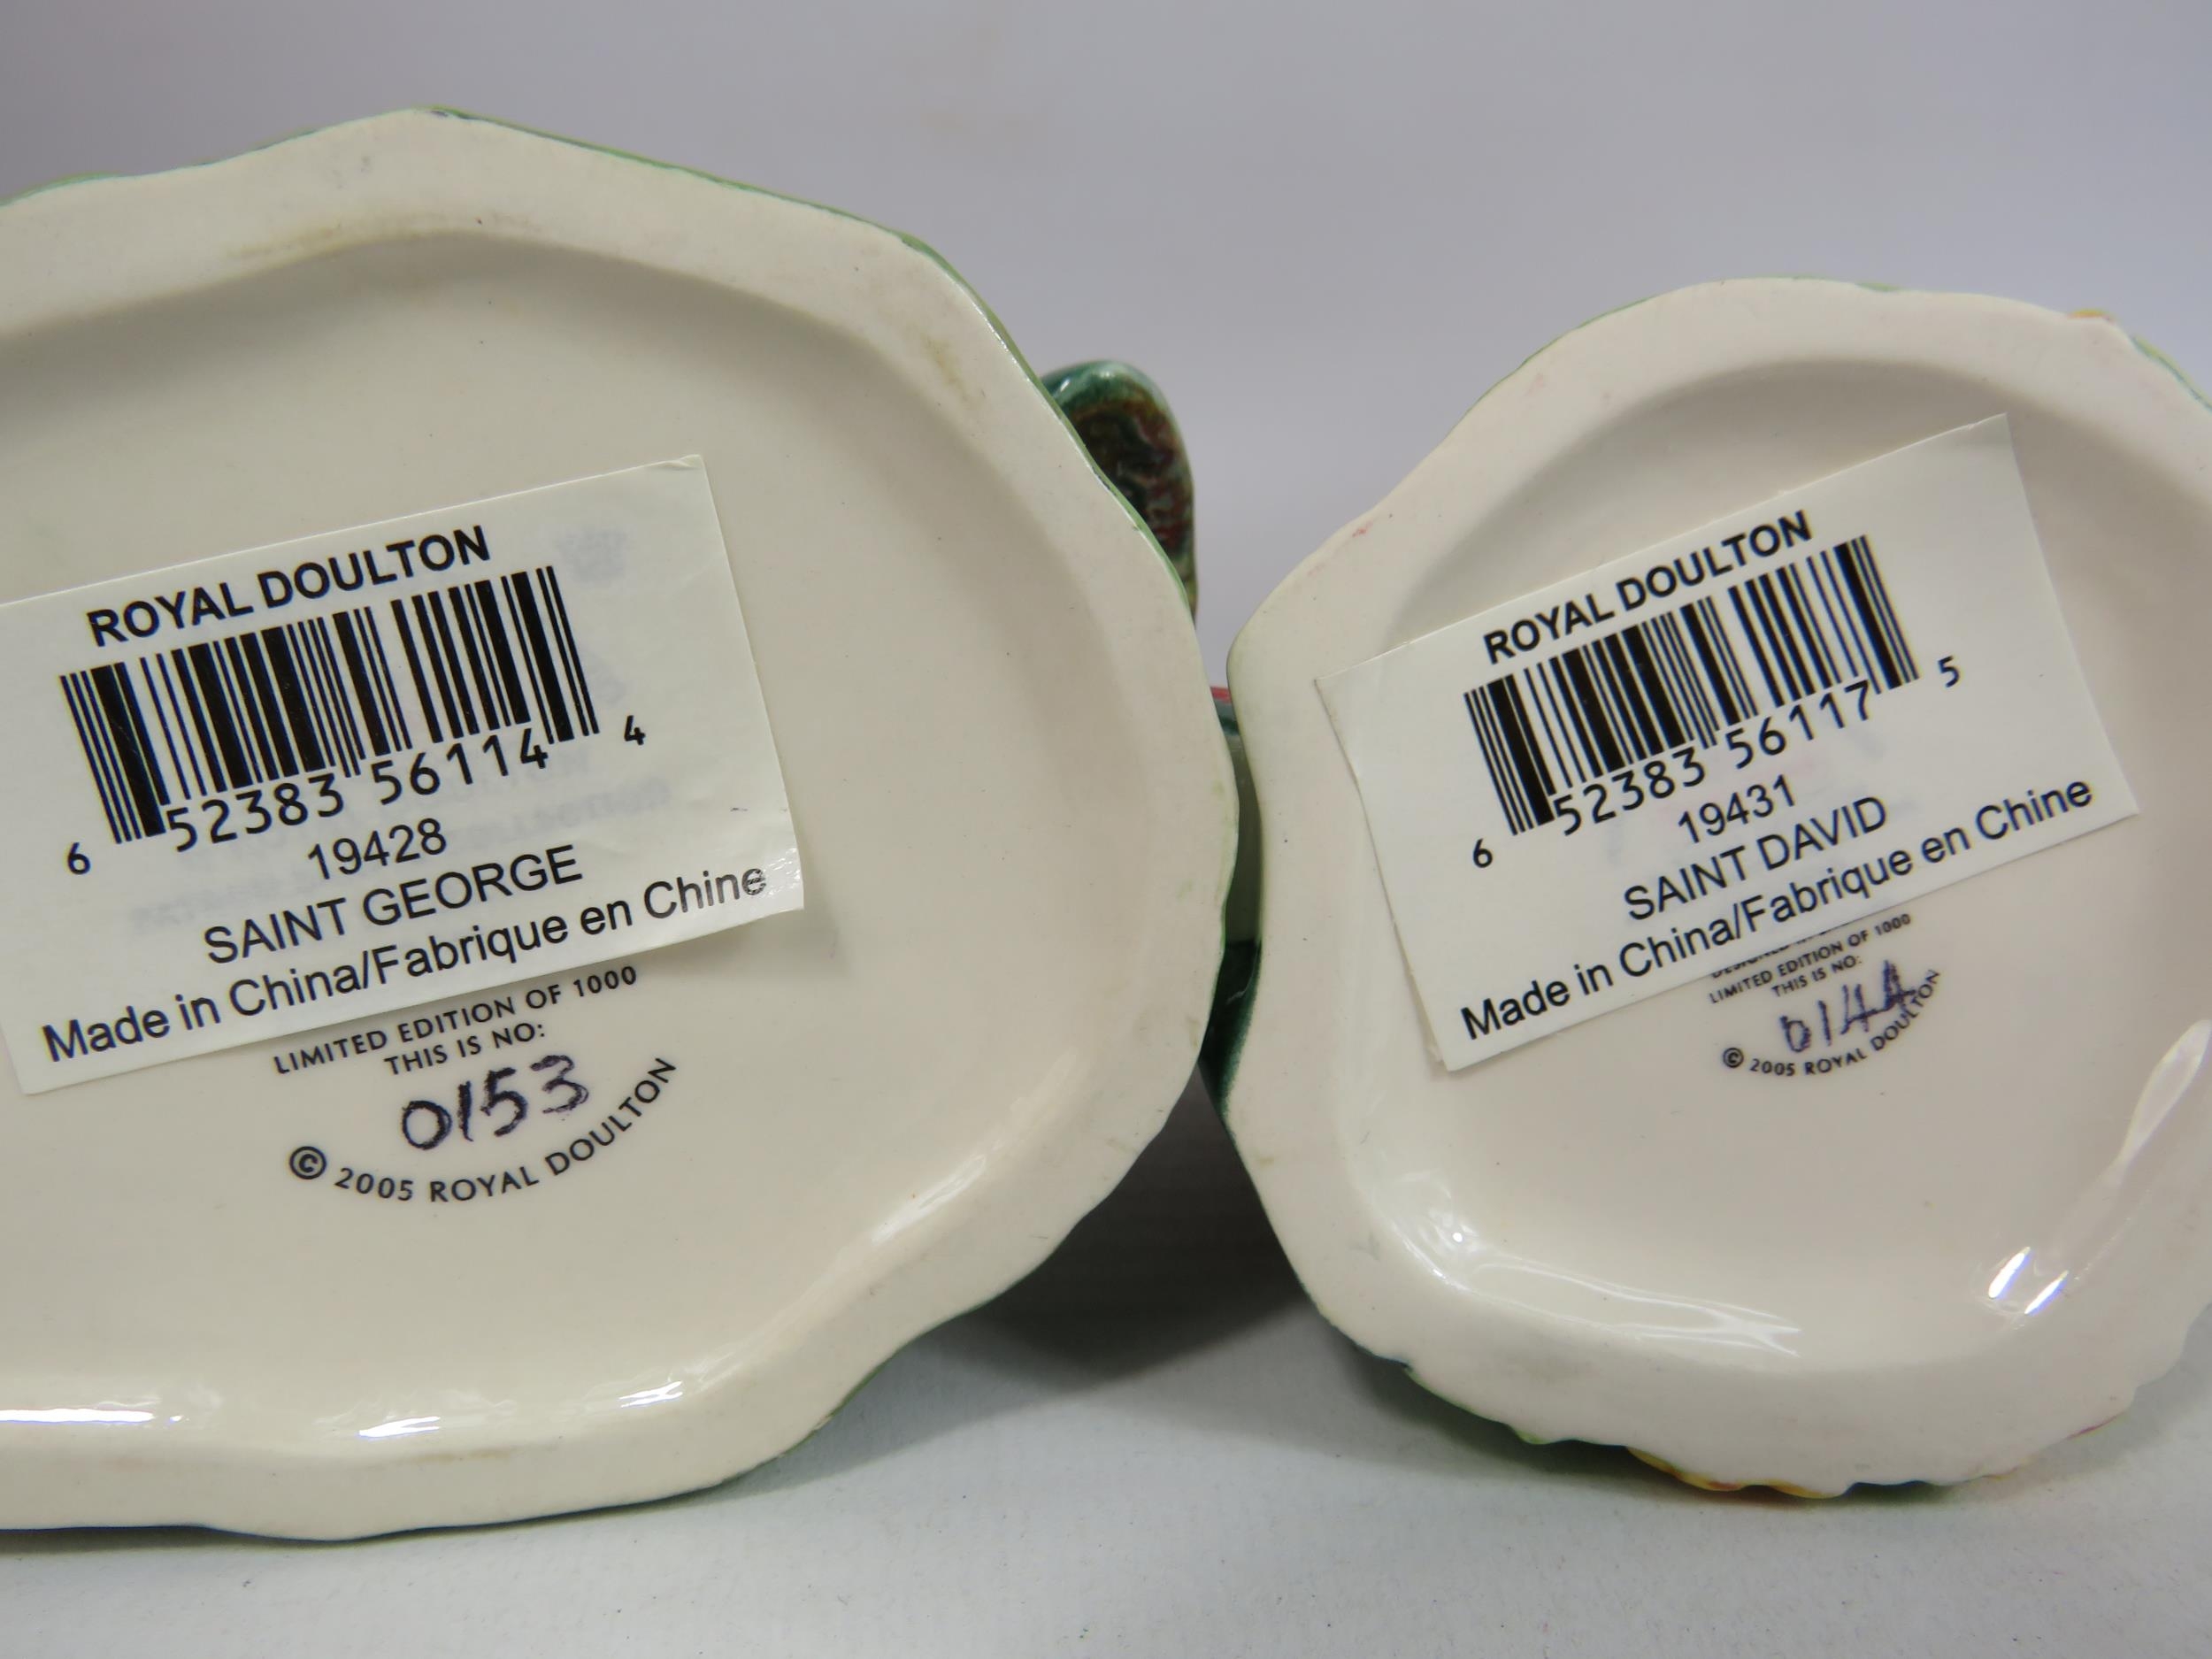 ROYAL DOULTON
6 52383 56114 4
19428
SAINT GEORGE
Made in China/Fabrique en Chine
LIMITED EDITION OF 1000
THIS IS NO:
0153
© 2005 ROYAL DOULTON
ROYAL DOULTON
6 52383 56117 5
19431
SAINT DAVID
Made in China/Fabrique en Chine
LIMITED EDITION OF 1000
THIS IS NO:
0144
© 2005 ROYAL DOULTON